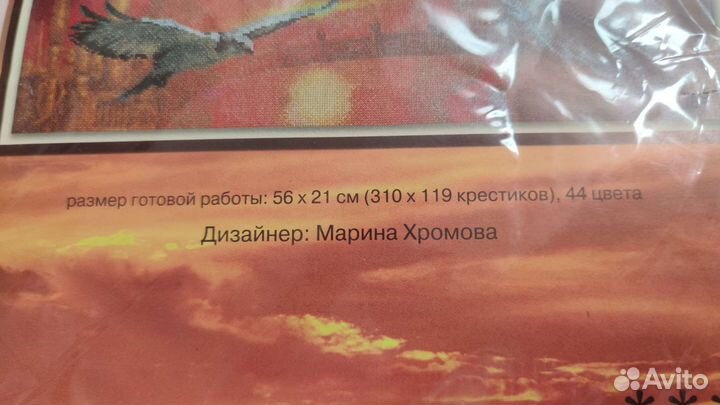 размер готовой работы: 56 x 21 см (310 x 119 крестиков), 44 цвета
Дизайнер: Марина Хромова
Avito